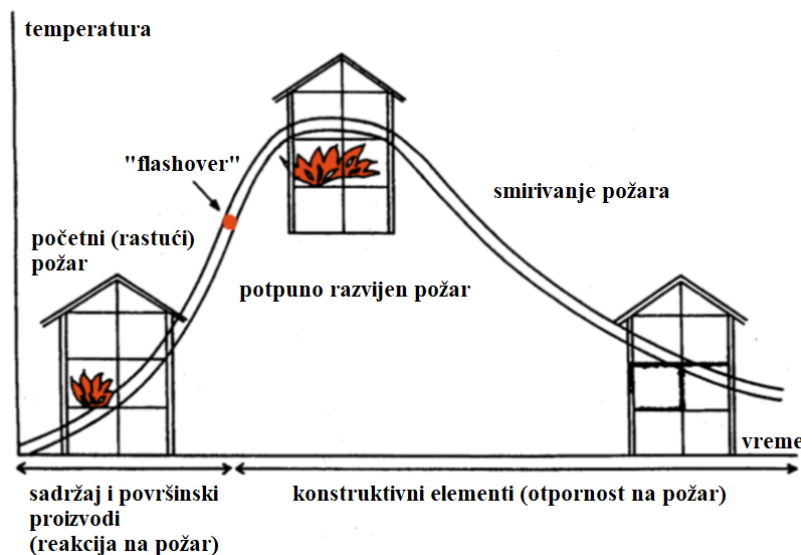 temperatura
"flashover"
smirivanje požara
početni (rastući)
požar
potpuno razvijen požar
vreme
sadržaj i površinski
proizvodi
(reakcija na požar)
konstruktivni elementi (otpornost na požar)